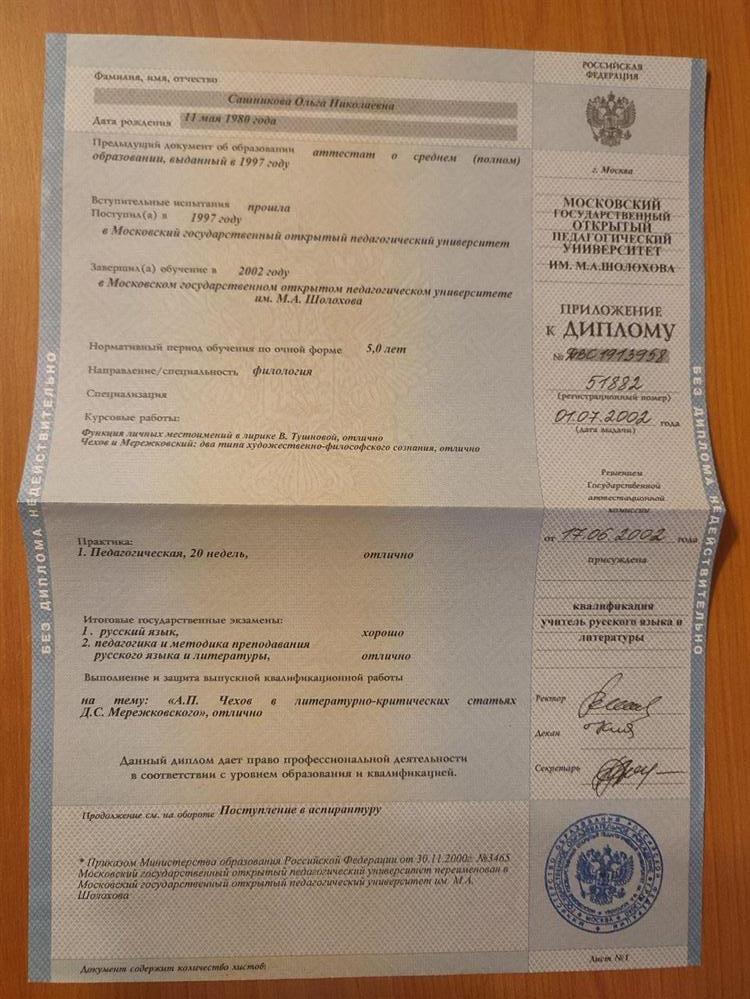 Фамилия, имя, отчество
Сашникова Ольга Николаевна
Дата рождения 11 мая 1980 года
Предыдущий документ об образовании аттестат о среднем (полном)
образовании, выданный в 1997 году
Вступительные испытания прошла
Поступил(а) в 1997 году
в Московский государственный открытый педагогический университет
Завершил(а) обучение в 2002 году
в Московском государственном открытом педагогическом университете
им. М.А. Шолохова
Нормативный период обучения по очной форме 5,0 лет
Направление/специальность филология
Специализация
Курсовые работы:
Функция личных местоимений в лирике В. Тушновой, отлично
Чехов и Мережковский: два типа художественно-философского сознания, отлично
Практика:
1. Педагогическая, 20 недель, отлично
Итоговые государственные экзамены:
1. русский язык, хорошо
2. педагогика и методика преподавания
русского языка и литературы, отлично
Выполнение и защита выпускной квалификационной работы
на тему: «А.П. Чехов в литературно-критических статьях
Д.С. Мережковского», отлично
Данный диплом дает право профессиональной деятельности
в соответствии с уровнем образования и квалификацией.
Продолжение см. на обороте Поступление в аспирантуру
* Приказом Министерства образования Российской Федерации от 30.11.2000г. №3465
Московский государственный открытый педагогический университет переименован в
Московский государственный открытый педагогический университет им. М.А.
Шолохова
Документ содержит количество листов:
РОССИЙСКАЯ
ФЕДЕРАЦИЯ
г. Москва
МОСКОВСКИЙ
ГОСУДАРСТВЕННЫЙ
ОТКРЫТЫЙ
ПЕДАГОГИЧЕСКИЙ
УНИВЕРСИТЕТ
ИМ. М.А.ШОЛОХОВА
ПРИЛОЖЕНИЕ
К ДИПЛОМУ
№ ДВС 1913958
51882
(регистрационный номер)
01.07.2002 года
(дата выдачи)
Решением
Государственной
аттестационной
комиссии
от 17.06.2002 года
присуждена
квалификация
учитель русского языка и
литературы
Ректор
Декан
Секретарь
Лист №1
БЕЗ ДИПЛОМА НЕДЕЙСТВИТЕЛЬНО
БЕЗ ДИПЛОМА НЕДЕЙСТВИТЕЛЬНО